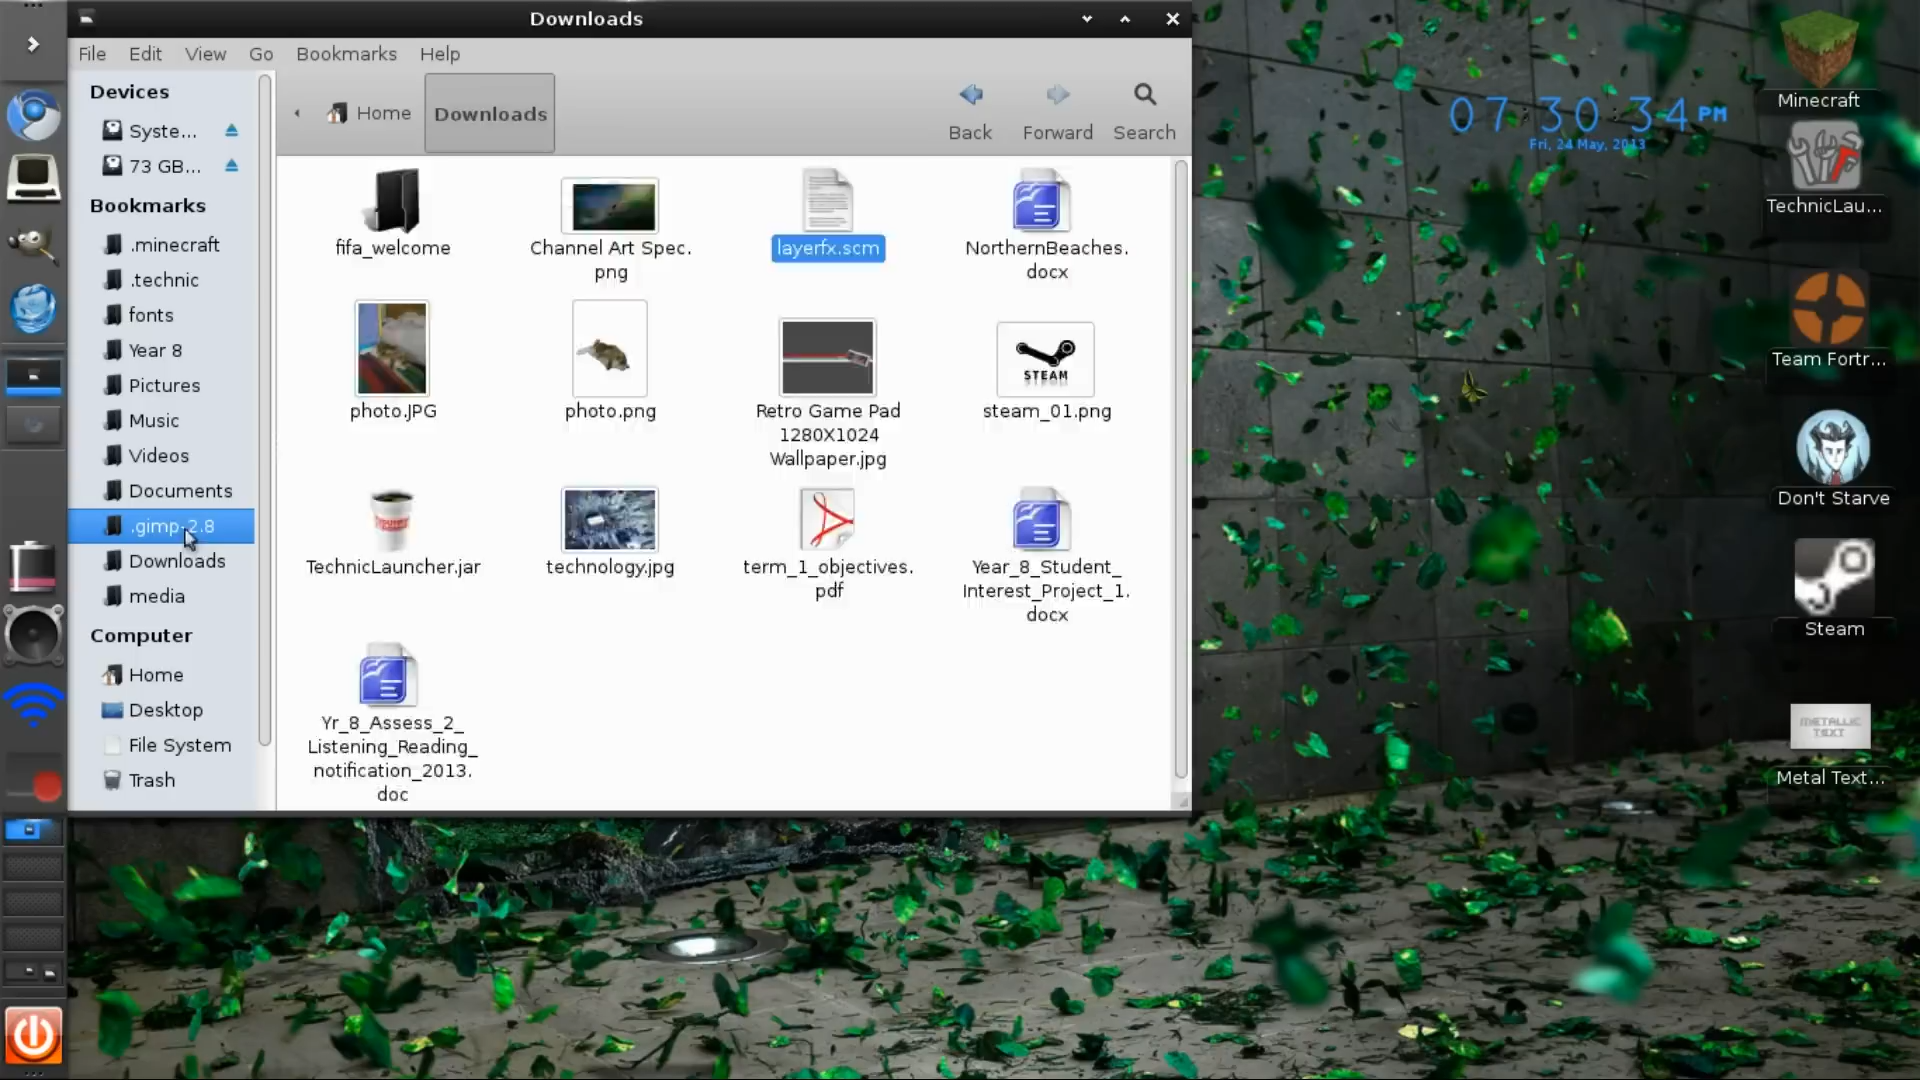 Downloads
File Edit View Go Bookmarks Help
Devices
Syste...
73 GB...
Bookmarks
.minecraft
.technic
fonts
Year 8
Pictures
Music
Videos
Documents
.gimp-2.8
Downloads
media
Computer
Home
Desktop
File System
Trash
Home Downloads
Back Forward Search
fifa_welcome
Channel Art Spec.
png
layerfx.scm
NorthernBeaches.
docx
photo.JPG
photo.png
Retro Game Pad
1280X1024
Wallpaper.jpg
STEAM
steam_01.png
TechnicLauncher.jar
technology.jpg
term_1_objectives.
pdf
Year_8_Student_
Interest_Project_1.
docx
Yr_8_Assess_2_
Listening_Reading_
notification_2013.
doc
07:30:34 PM
Fri, 24 May, 2013
Minecraft
TechnicLau...
Team Fortr...
Don't Starve
Steam
METALLIC
TEXT
Metal Text...